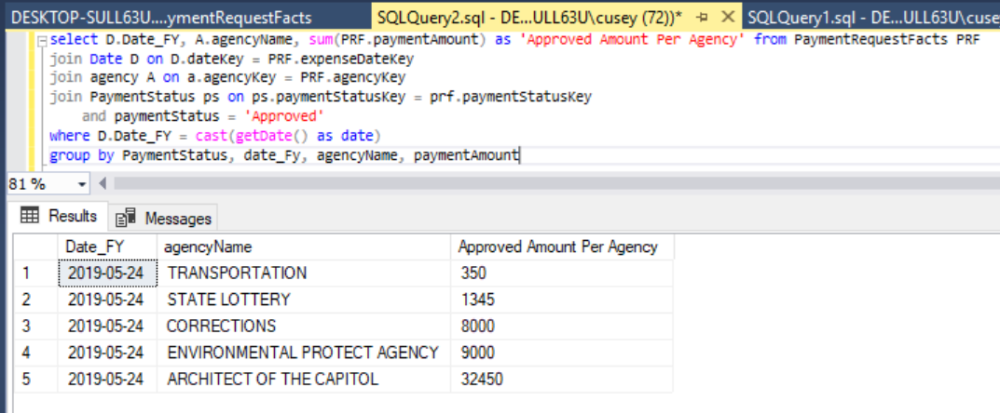 DESKTOP-SULL63U....ymentRequestFacts SQLQuery2.sql - DE...ULL63U\cusey (72))* SQLQuery1.sql - DE...ULL63U\cuse
select D.Date_FY, A.agencyName, sum(PRF.paymentAmount) as 'Approved Amount Per Agency' from PaymentRequestFacts PRF
join Date D on D.dateKey = PRF.expenseDateKey
join agency A on a.agencyKey = PRF.agencyKey
join PaymentStatus ps on ps.paymentStatusKey = prf.paymentStatusKey
and paymentStatus = 'Approved'
where D.Date_FY = cast(getDate() as date)
group by PaymentStatus, date_Fy, agencyName, paymentAmount
81 %
Results Messages
Date_FY agencyName Approved Amount Per Agency
1 2019-05-24 TRANSPORTATION 350
2 2019-05-24 STATE LOTTERY 1345
3 2019-05-24 CORRECTIONS 8000
4 2019-05-24 ENVIRONMENTAL PROTECT AGENCY 9000
5 2019-05-24 ARCHITECT OF THE CAPITOL 32450